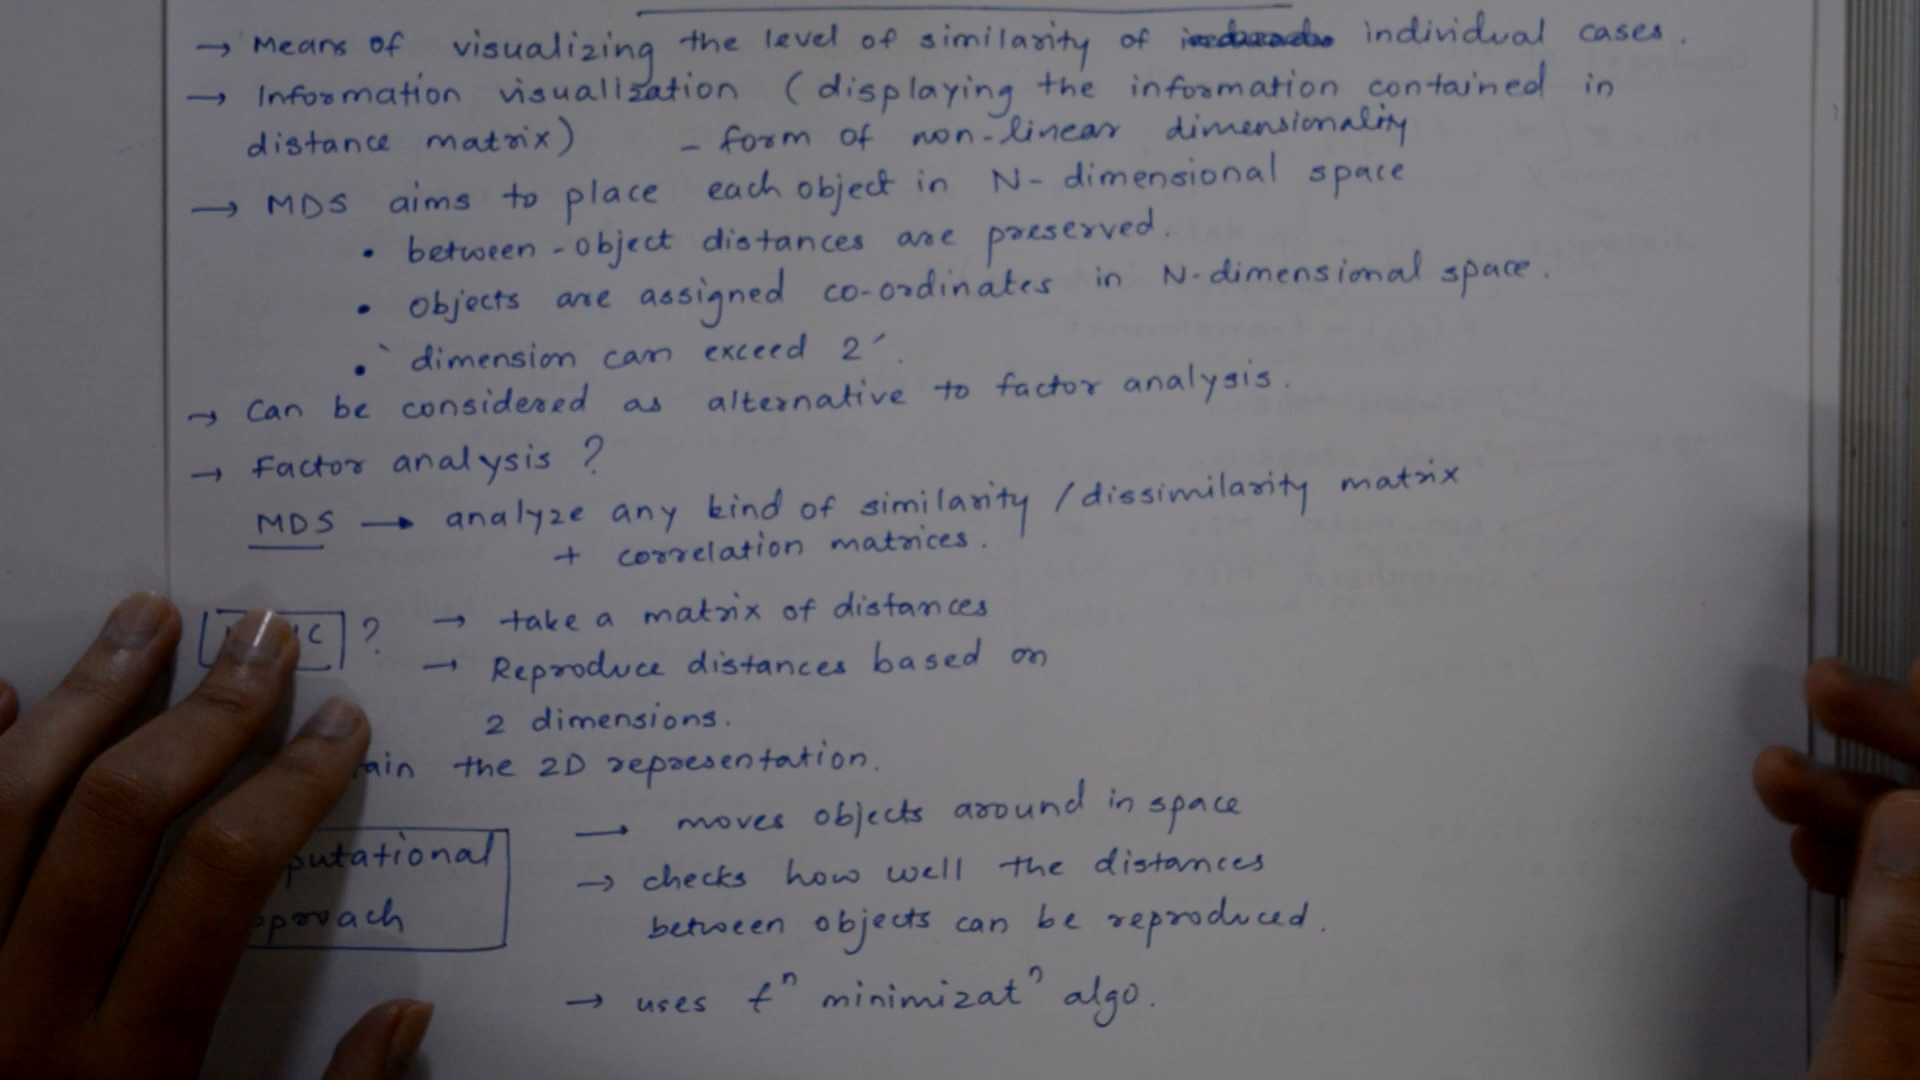 → Means of visualizing the level of similarity of individual cases.
→ Information visualization (displaying the information contained in
distance matrix) - form of non-linear dimensionality
→ MDS aims to place each object in N-dimensional space
• between-object distances are preserved.
• objects are assigned co-ordinates in N-dimensional space.
• dimension can exceed 2.
→ Can be considered as alternative to factor analysis.
→ Factor analysis ?
MDS → analyze any kind of similarity / dissimilarity matrix
+ correlation matrices.
? → take a matrix of distances
→ Reproduce distances based on
2 dimensions.
the 2D representation.
→ moves objects around in space
→ checks how well the distances
between objects can be reproduced.
→ uses fⁿ minimizatⁿ algo.